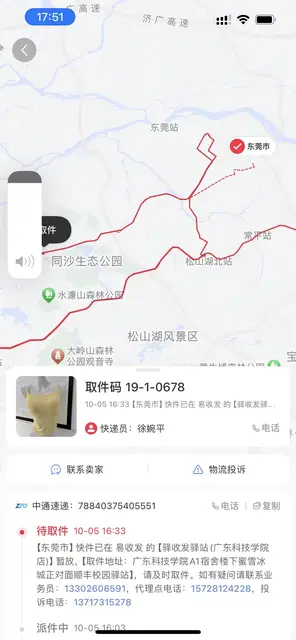 17:51
广高速
济广高速
东莞站
东莞市
取件
常平站
同沙生态公园
松山湖北站
水濂山森林公园
松山湖风景区
大岭山森林
公园观音寺
取件码 19-1-0678
10-05 16:33 【东莞市】快件已在 易收发 的【驿收发驿...
快递员：徐婉平
电话
联系卖家
物流投诉
ZTO 中通速递：78840375405551
电话
复制
待取件 10-05 16:33
【东莞市】快件已在 易收发 的【驿收发驿站(广东科技学院
店)】暂放，【取件地址：广东科技学院A1宿舍楼下蜜雪冰
城正对面顺丰校园驿站】，请及时取件。如有疑问请联系业
务员：13302606591，代理点电话：15728124228，投
诉电话：13717315278
派件中 10-05 16:03